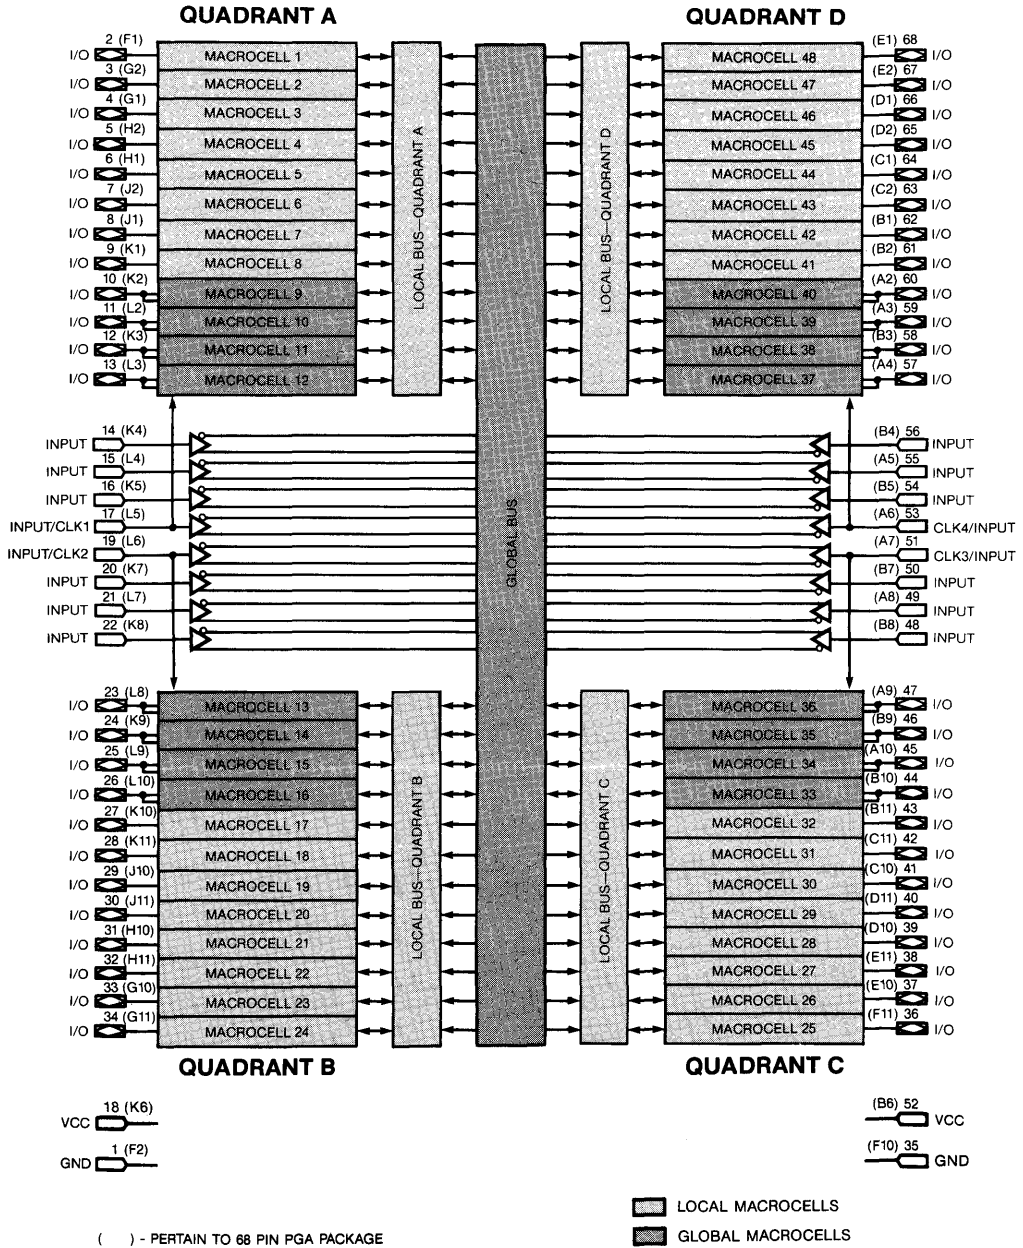 QUADRANT A QUADRANT D
2 (F1) I/O MACROCELL 1 MACROCELL 48 (E1) 68 I/O
3 (G2) I/O MACROCELL 2 MACROCELL 47 (E2) 67 I/O
4 (G1) I/O MACROCELL 3 MACROCELL 46 (D1) 66 I/O
5 (H2) I/O MACROCELL 4 MACROCELL 45 (D2) 65 I/O
6 (H1) I/O MACROCELL 5 MACROCELL 44 (C1) 64 I/O
7 (J2) I/O MACROCELL 6 MACROCELL 43 (C2) 63 I/O
8 (J1) I/O MACROCELL 7 MACROCELL 42 (B1) 62 I/O
9 (K1) I/O MACROCELL 8 MACROCELL 41 (B2) 61 I/O
10 (K2) I/O MACROCELL 9 MACROCELL 40 (A2) 60 I/O
11 (L2) I/O MACROCELL 10 MACROCELL 39 (A3) 59 I/O
12 (K3) I/O MACROCELL 11 MACROCELL 38 (B3) 58 I/O
13 (L3) I/O MACROCELL 12 MACROCELL 37 (A4) 57 I/O
LOCAL BUS—QUADRANT A
LOCAL BUS—QUADRANT D
14 (K4) INPUT (B4) 56 INPUT
15 (L4) INPUT (A5) 55 INPUT
16 (K5) INPUT (B5) 54 INPUT
17 (L5) INPUT/CLK1 (A6) 53 CLK4/INPUT
19 (L6) INPUT/CLK2 (A7) 51 CLK3/INPUT
20 (K7) INPUT (B7) 50 INPUT
21 (L7) INPUT (A8) 49 INPUT
22 (K8) INPUT (B8) 48 INPUT
GLOBAL BUS
23 (L8) I/O MACROCELL 13 MACROCELL 36 (A9) 47 I/O
24 (K9) I/O MACROCELL 14 MACROCELL 35 (B9) 46 I/O
25 (L9) I/O MACROCELL 15 MACROCELL 34 (A10) 45 I/O
26 (L10) I/O MACROCELL 16 MACROCELL 33 (B10) 44 I/O
27 (K10) I/O MACROCELL 17 MACROCELL 32 (B11) 43 I/O
28 (K11) I/O MACROCELL 18 MACROCELL 31 (C11) 42 I/O
29 (J10) I/O MACROCELL 19 MACROCELL 30 (C10) 41 I/O
30 (J11) I/O MACROCELL 20 MACROCELL 29 (D11) 40 I/O
31 (H10) I/O MACROCELL 21 MACROCELL 28 (D10) 39 I/O
32 (H11) I/O MACROCELL 22 MACROCELL 27 (E11) 38 I/O
33 (G10) I/O MACROCELL 23 MACROCELL 26 (E10) 37 I/O
34 (G11) I/O MACROCELL 24 MACROCELL 25 (F11) 36 I/O
LOCAL BUS—QUADRANT B
LOCAL BUS—QUADRANT C
QUADRANT B QUADRANT C
18 (K6) VCC (B6) 52 VCC
1 (F2) GND (F10) 35 GND
LOCAL MACROCELLS
GLOBAL MACROCELLS
( ) - PERTAIN TO 68 PIN PGA PACKAGE